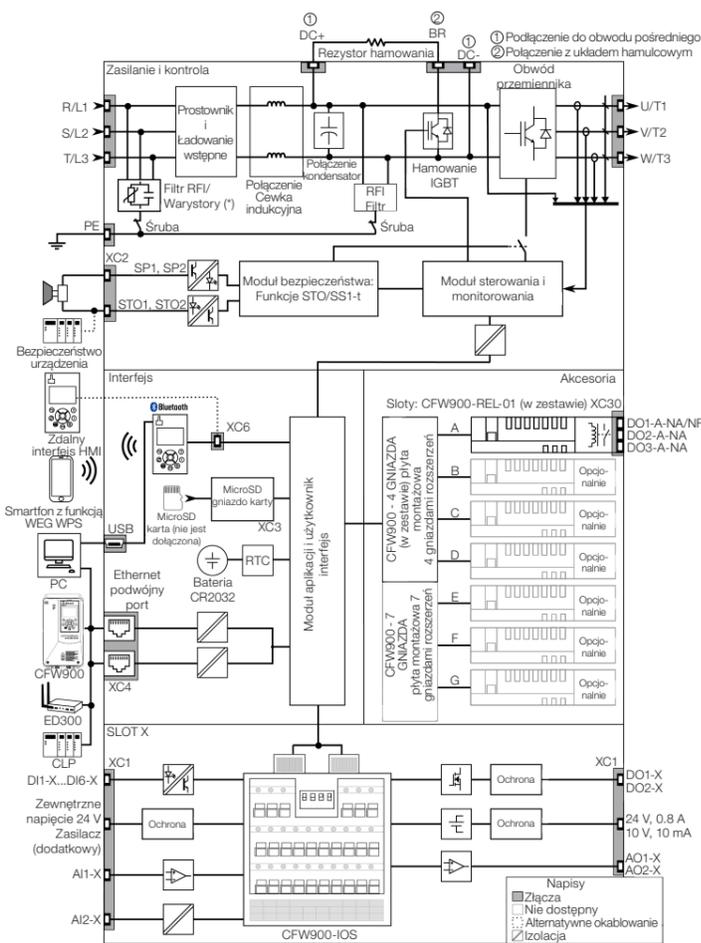 ①
DC+
Rezystor hamowania
②
BR
①
DC-
① Podłączenie do obwodu pośredniego
② Połączenie z układem hamulcowym
Zasilanie i kontrola
Obwód
przemiennika
R/L1
S/L2
T/L3
Prostownik
i
Ładowanie
wstępne
Połączenie
Cewka
indukcyjna
Połączenie
kondensator
Hamowanie
IGBT
U/T1
V/T2
W/T3
Filtr RFI/
Warystory (*)
RFI
Filtr
PE
Śruba
Śruba
XC2
SP1, SP2
STO1, STO2
Moduł bezpieczeństwa:
Funkcje STO/SS1-t
Moduł sterowania i
monitorowania
Bezpieczeństwo
urządzenia
Interfejs
Akcesoria
Bluetooth
XC6
Zdalny
interfejs HMI
Smartfon z funkcją
WEG WPS
MicroSD
karta (nie jest
dołączona)
MicroSD
gniazdo karty
XC3
USB
PC
Bateria
CR2032
RTC
Ethernet
podwójny
port
XC4
CFW900
ED300
CLP
Moduł aplikacji i użytkownik
interfejs
Sloty: CFW900-REL-01 (w zestawie) XC30
CFW900 - 4 GNIAZDA
(w zestawie) płyta
montażowa
4 gniazdami rozszerzeń
CFW900 - 7
GNIAZDA
płyta montażowa 7
gniazdami rozszerzeń
A
DO1-A-NA/NF
DO2-A-NA
DO3-A-NA
B
Opcjo-
nalnie
C
Opcjo-
nalnie
D
Opcjo-
nalnie
E
Opcjo-
nalnie
F
Opcjo-
nalnie
G
Opcjo-
nalnie
SLOT X
XC1
XC1
DI1-X...DI6-X
Zewnętrzne
napięcie 24 V
Zasilacz
(dodatkowy)
Ochrona
AI1-X
AI2-X
CFW900-IOS
Ochrona
DO1-X
DO2-X
Ochrona
24 V, 0.8 A
10 V, 10 mA
AO1-X
AO2-X
Napisy
Złącza
Nie dostępny
Alternatywne okablowanie
Izolacja